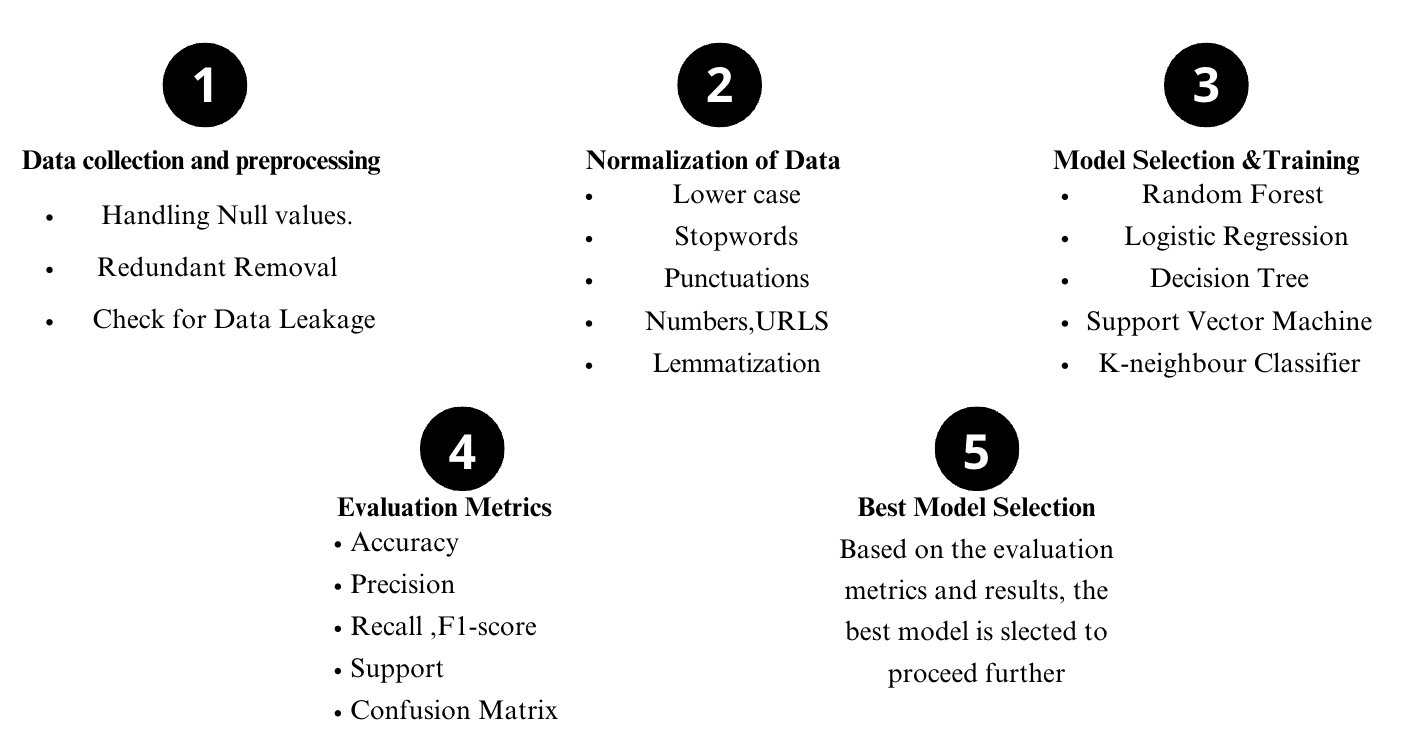 1
Data collection and preprocessing
• Handling Null values.
• Redundant Removal
• Check for Data Leakage
2
Normalization of Data
• Lower case
• Stopwords
• Punctuations
• Numbers,URLS
• Lemmatization
3
Model Selection &Training
• Random Forest
• Logistic Regression
• Decision Tree
• Support Vector Machine
• K-neighbour Classifier
4
Evaluation Metrics
• Accuracy
• Precision
• Recall ,F1-score
• Support
• Confusion Matrix
5
Best Model Selection
Based on the evaluation
metrics and results, the
best model is slected to
proceed further